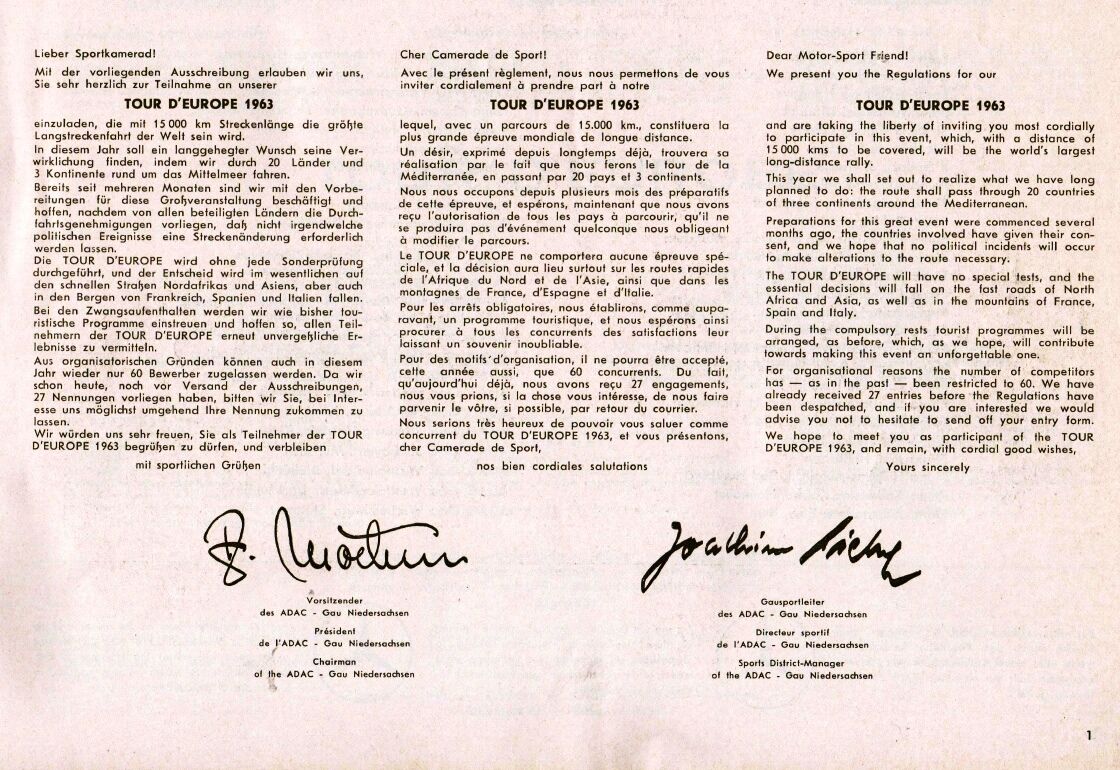 Lieber Sportkamerad!
Mit der vorliegenden Ausschreibung erlauben wir uns,
Sie sehr herzlich zur Teilnahme an unserer
TOUR D'EUROPE 1963
einzuladen, die mit 15 000 km Streckenlänge die größte
Langstreckenfahrt der Welt sein wird.
In diesem Jahr soll ein langgehegter Wunsch seine Ver-
wirklichung finden, indem wir durch 20 Länder und
3 Kontinente rund um das Mittelmeer fahren.
Bereits seit mehreren Monaten sind wir mit den Vorbe-
reitungen für diese Großveranstaltung beschäftigt und
hoffen, nachdem von allen beteiligten Ländern die Durch-
fahrtsgenehmigungen vorliegen, daß nicht irgendwelche
politischen Ereignisse eine Streckenänderung erforderlich
werden lassen.
Die TOUR D'EUROPE wird ohne jede Sonderprüfung
durchgeführt, und der Entscheid wird im wesentlichen auf
den schnellen Straßen Nordafrikas und Asiens, aber auch
in den Bergen von Frankreich, Spanien und Italien fallen.
Bei den Zwangsaufenthalten werden wir wie bisher tou-
ristische Programme einstreuen und hoffen so, allen Teil-
nehmern der TOUR D'EUROPE erneut unvergeßliche Er-
lebnisse zu vermitteln.
Aus organisatorischen Gründen können auch in diesem
Jahr wieder nur 60 Bewerber zugelassen werden. Da wir
schon heute, noch vor Versand der Ausschreibungen,
27 Nennungen vorliegen haben, bitten wir Sie, bei Inter-
esse uns möglichst umgehend Ihre Nennung zukommen zu
lassen.
Wir würden uns sehr freuen, Sie als Teilnehmer der TOUR
D'EUROPE 1963 begrüßen zu dürfen, und verbleiben
mit sportlichen Grüßen
Cher Camerade de Sport!
Avec le présent règlement, nous nous permettons de vous
inviter cordialement à prendre part à notre
TOUR D'EUROPE 1963
lequel, avec un parcours de 15.000 km., constituera la
plus grande épreuve mondiale de longue distance.
Un désir, exprimé depuis longtemps déjà, trouvera sa
réalisation par le fait que nous ferons le tour de la
Méditerranée, en passant par 20 pays et 3 continents.
Nous nous occupons depuis plusieurs mois des préparatifs
de cette épreuve, et espérons, maintenant que nous avons
reçu l'autorisation de tous les pays à parcourir, qu'il ne
se produira pas d'événement quelconque nous obligeant
à modifier le parcours.
Le TOUR D'EUROPE ne comportera aucune épreuve spé-
ciale, et la décision aura lieu surtout sur les routes rapides
de l'Afrique du Nord et de l'Asie, ainsi que dans les
montagnes de France, d'Espagne et d'Italie.
Pour les arrêts obligatoires, nous établirons, comme aupa-
ravant, un programme touristique, et nous espérons ainsi
procurer à tous les concurrents des satisfactions leur
laissant un souvenir inoubliable.
Pour des motifs d'organisation, il ne pourra être accepté,
cette année aussi, que 60 concurrents. Du fait,
qu'aujourd'hui déjà, nous avons reçu 27 engagements,
nous vous prions, si la chose vous intéresse, de nous faire
parvenir le vôtre, si possible, par retour du courrier.
Nous serions très heureux de pouvoir vous saluer comme
concurrent du TOUR D'EUROPE 1963, et vous présentons,
cher Camerade de Sport,
nos bien cordiales salutations
Dear Motor-Sport Friend!
We present you the Regulations for our
TOUR D'EUROPE 1963
and are taking the liberty of inviting you most cordially
to participate in this event, which, with a distance of
15 000 kms to be covered, will be the world's largest
long-distance rally.
This year we shall set out to realize what we have long
planned to do: the route shall pass through 20 countries
of three continents around the Mediterranean.
Preparations for this great event were commenced several
months ago, the countries involved have given their con-
sent, and we hope that no political incidents will occur
to make alterations to the route necessary.
The TOUR D'EUROPE will have no special tests, and the
essential decisions will fall on the fast roads of North
Africa and Asia, as well as in the mountains of France,
Spain and Italy.
During the compulsory rests tourist programmes will be
arranged, as before, which, as we hope, will contribute
towards making this event an unforgettable one.
For organisational reasons the number of competitors
has — as in the past — been restricted to 60. We have
already received 27 entries before the Regulations have
been despatched, and if you are interested we would
advise you not to hesitate to send off your entry form.
We hope to meet you as participant of the TOUR
D'EUROPE 1963, and remain, with cordial good wishes,
Yours sincerely
Joachim
Vorsitzender
des ADAC - Gau Niedersachsen
Président
de l'ADAC - Gau Niedersachsen
Chairman
of the ADAC - Gau Niedersachsen
Gausportleiter
des ADAC - Gau Niedersachsen
Directeur sportif
de l'ADAC - Gau Niedersachsen
Sports District-Manager
of the ADAC - Gau Niedersachsen
1